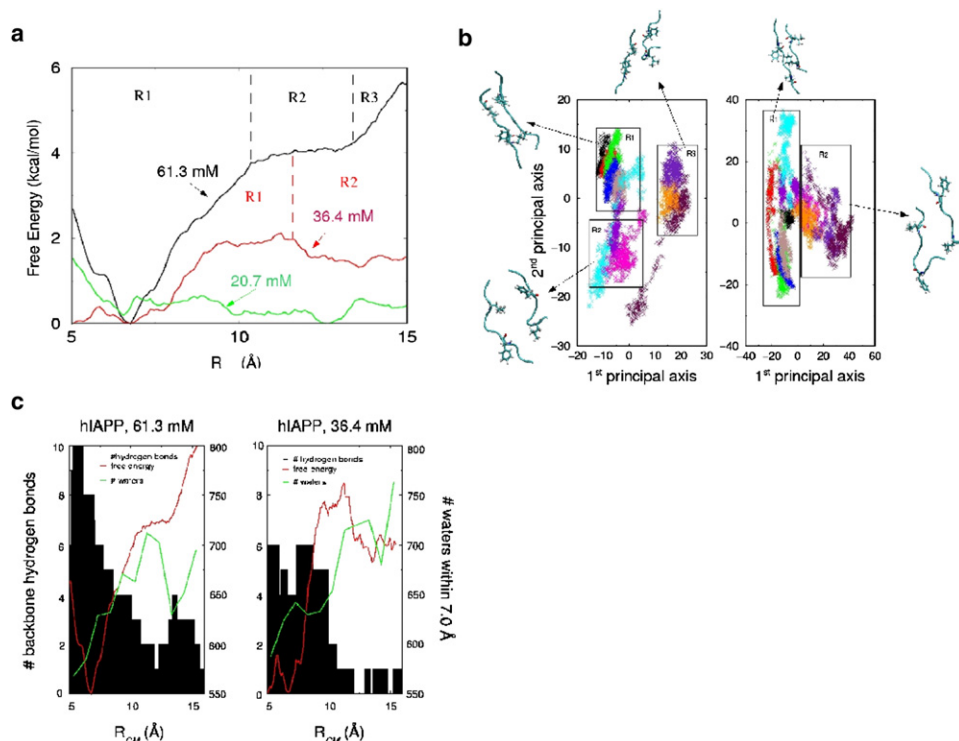 a
6
4
2
0
Free Energy (kcal/mol)
R1
R2
R3
61.3 mM
R1
R2
36.4 mM
20.7 mM
5
10
15
R (Å)
b
20
10
0
−10
−20
−30
2nd principal axis
R1
R2
R3
−20 −10 0 10 20 30
1st principal axis
40
20
0
−20
−40
R1
R2
−20 0 20 40 60
1st principal axis
c
hIAPP, 61.3 mM
10
8
6
4
2
0
# backbone hydrogen bonds
#hydrogen bonds
free energy
# waters
800
750
700
650
600
550
5
10
15
RCM (Å)
hIAPP, 36.4 mM
10
8
6
4
2
0
# hydrogen bonds
free energy
# waters
800
750
700
650
600
550
# waters within 7.0 Å
5
10
15
RCM (Å)